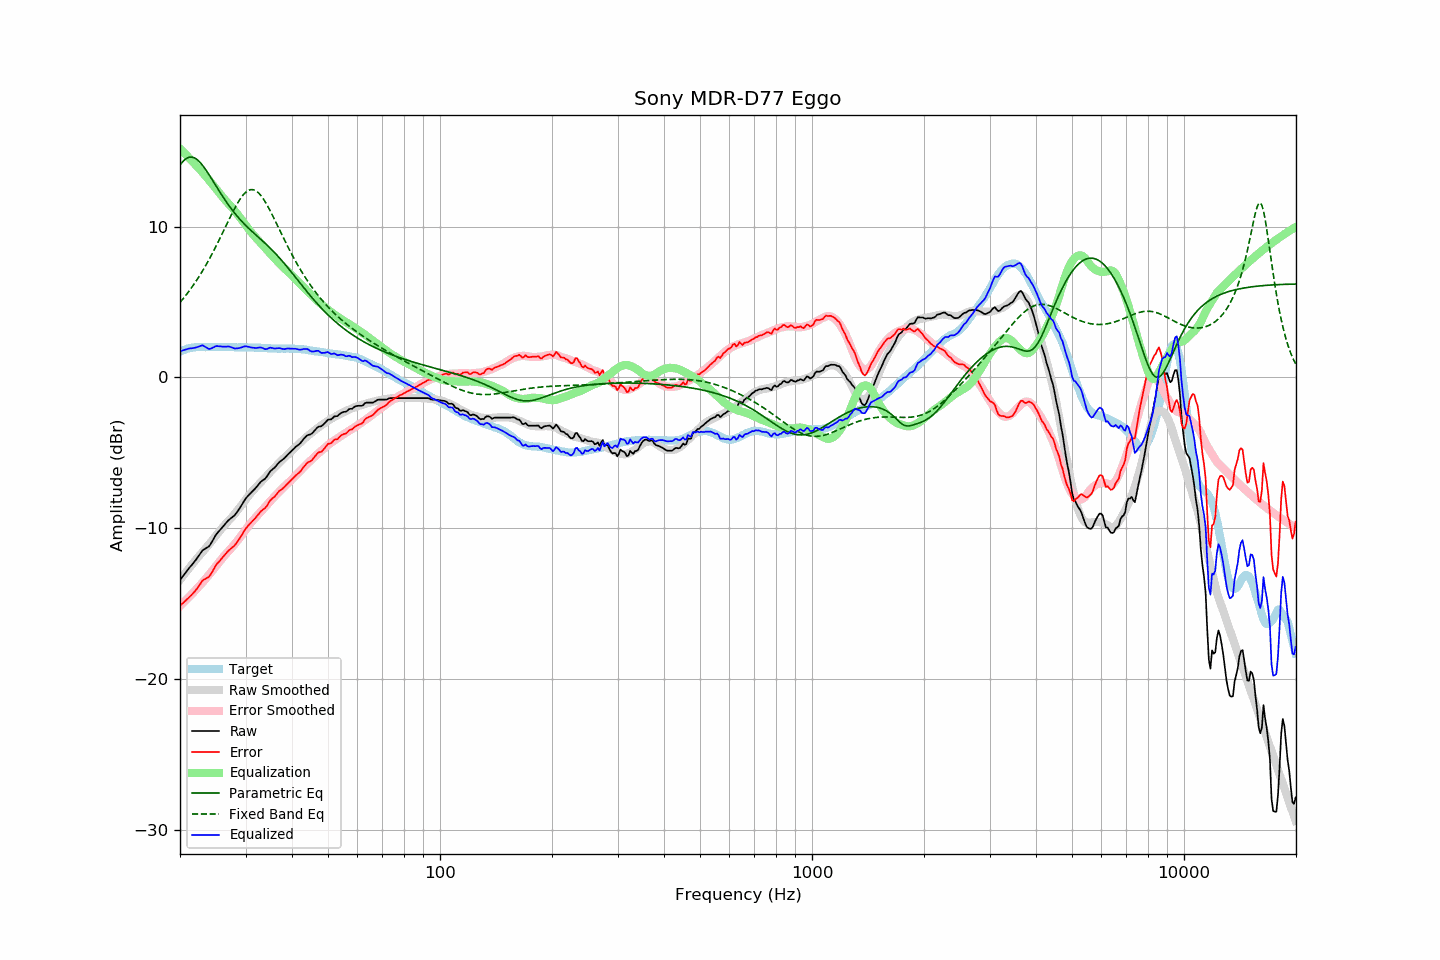 Sony MDR-D77 Eggo
Amplitude (dBr)
10
0
−10
−20
−30
Target
Raw Smoothed
Error Smoothed
Raw
Error
Equalization
Parametric Eq
Fixed Band Eq
Equalized
100
1000
10000
Frequency (Hz)